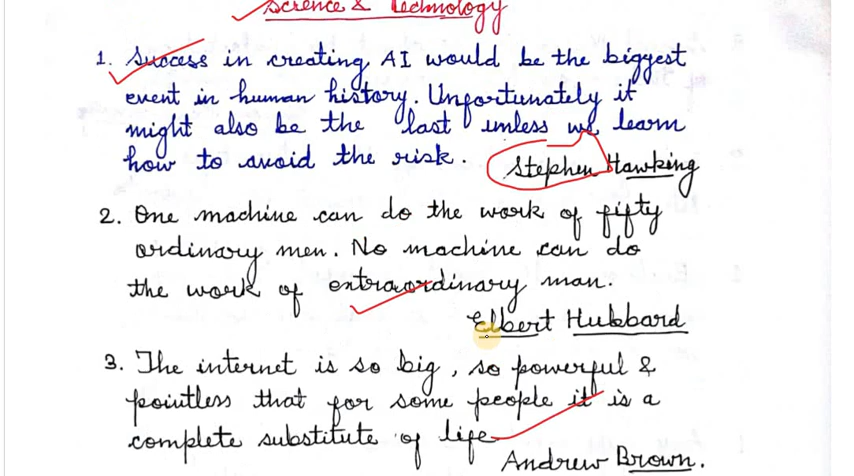 Science & Technology
1. Success in creating AI would be the biggest
event in human history. Unfortunately it
might also be the last unless we learn
how to avoid the risk.
Stephen Hawking
2. One machine can do the work of fifty
ordinary men. No machine can do
the work of extraordinary man.
Elbert Hubbard
3. The internet is so big, so powerful &
pointless that for some people it is a
complete substitute of life
Andrew Brown.